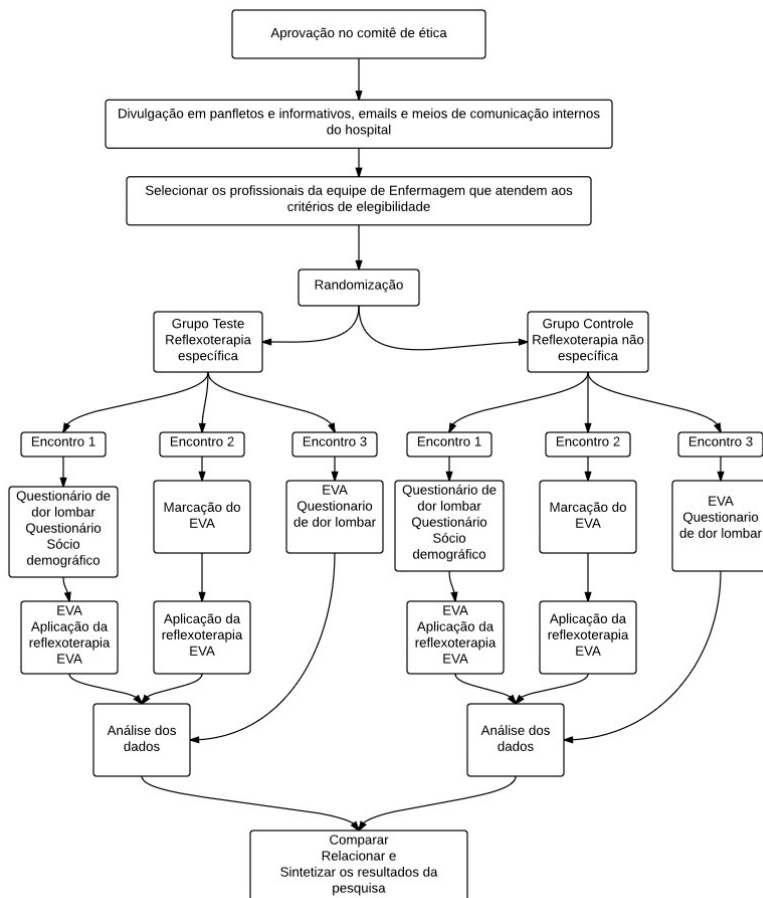 Aprovação no comitê de ética
Divulgação em panfletos e informativos, emails e meios de comunicação internos
do hospital
Selecionar os profissionais da equipe de Enfermagem que atendem aos
critérios de elegibilidade
Randomização
Grupo Teste
Reflexoterapia
específica
Grupo Controle
Reflexoterapia não
específica
Encontro 1
Encontro 2
Encontro 3
Encontro 1
Encontro 2
Encontro 3
Questionário de
dor lombar
Questionário
Sócio
demográfico
Marcação do
EVA
EVA
Questionario
de dor lombar
Questionário de
dor lombar
Questionário
Sócio
demográfico
Marcação do
EVA
EVA
Questionario
de dor lombar
EVA
Aplicação da
reflexoterapia
EVA
Aplicação da
reflexoterapia
EVA
EVA
Aplicação da
reflexoterapia
EVA
Aplicação da
reflexoterapia
EVA
Análise dos
dados
Análise dos
dados
Comparar
Relacionar e
Sintetizar os resultados da
pesquisa